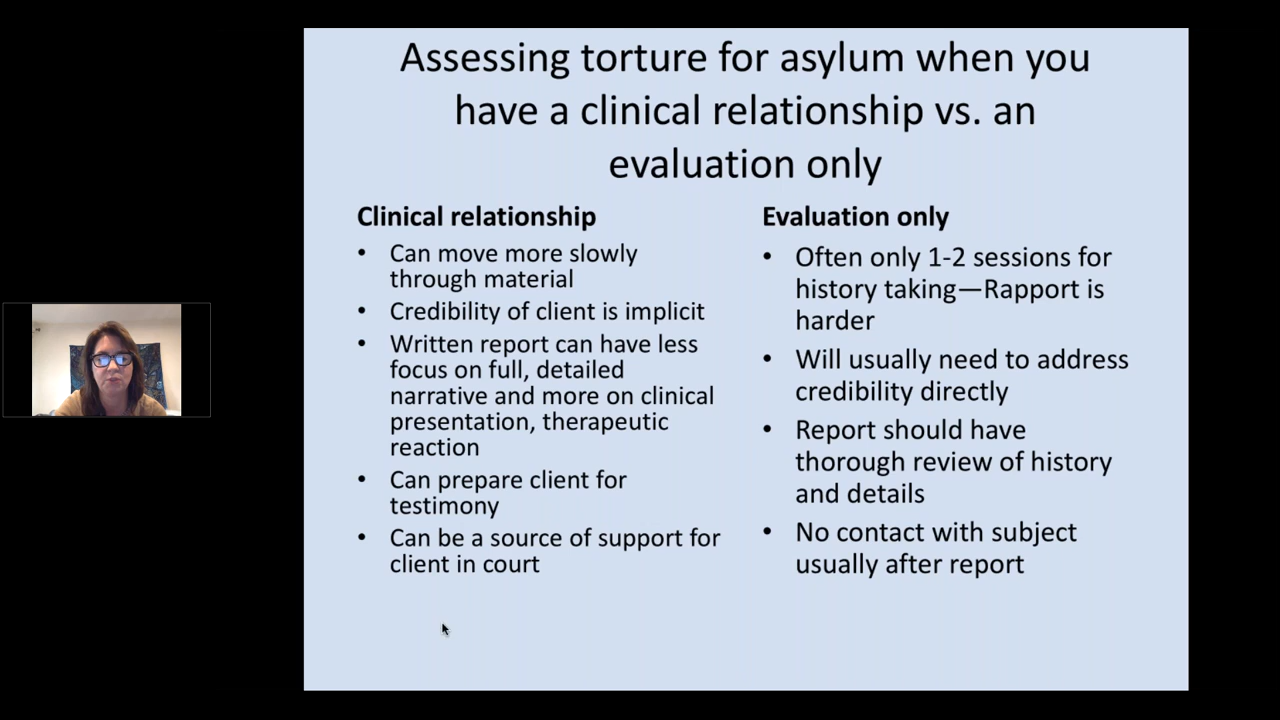 Assessing torture for asylum when you
have a clinical relationship vs. an
evaluation only
Clinical relationship
• Can move more slowly
through material
• Credibility of client is implicit
• Written report can have less
focus on full, detailed
narrative and more on clinical
presentation, therapeutic
reaction
• Can prepare client for
testimony
• Can be a source of support for
client in court
Evaluation only
• Often only 1-2 sessions for
history taking—Rapport is
harder
• Will usually need to address
credibility directly
• Report should have
thorough review of history
and details
• No contact with subject
usually after report